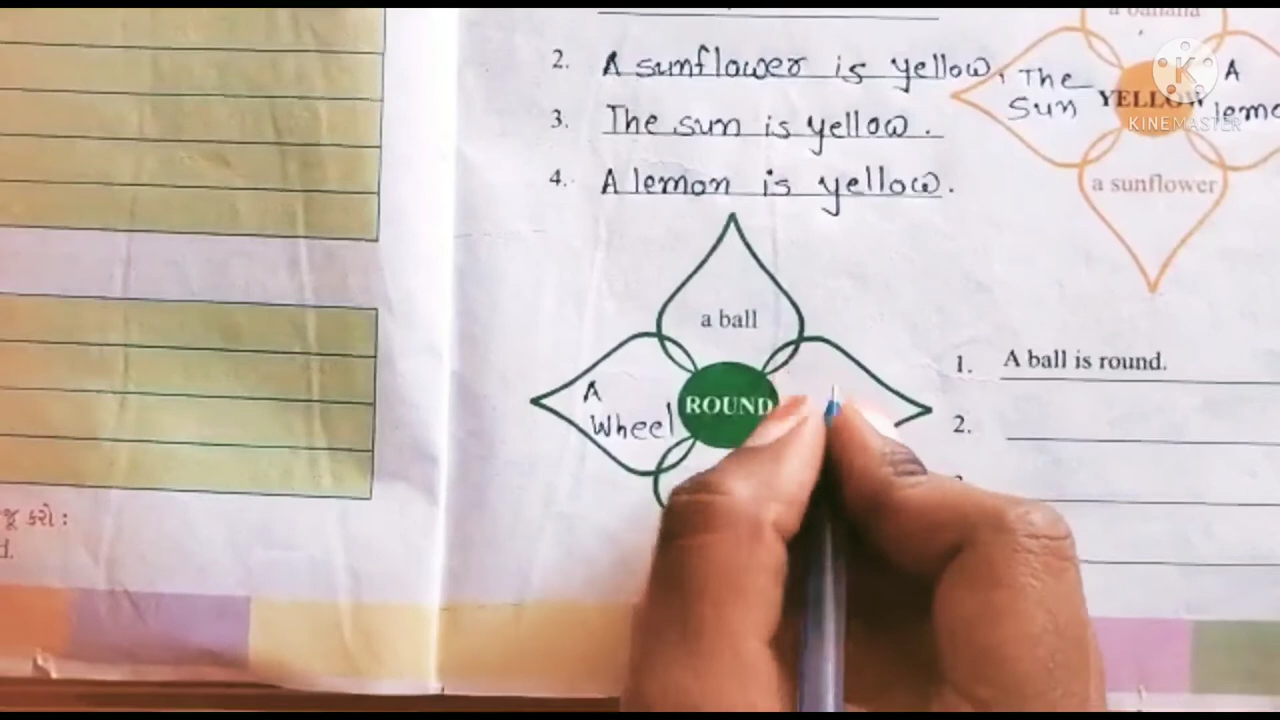 a banana
2. A sunflower is yellow.
The Sun
YELLOW
A lemo
KINEMASTER
3. The sun is yellow.
4. A lemon is yellow.
a sunflower
a ball
A Wheel
ROUND
1. A ball is round.
2.
જૂ કરો :
d.